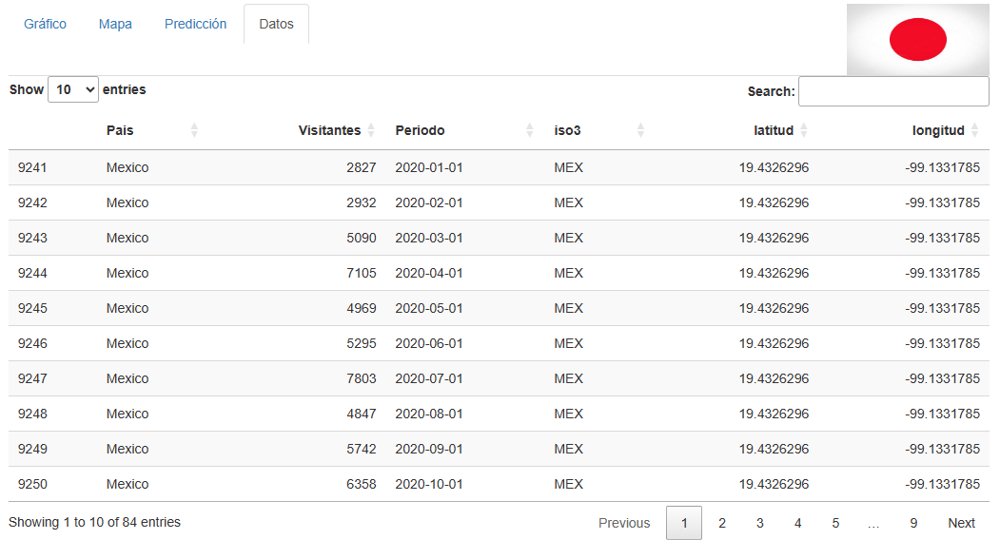 Gráfico Mapa Predicción Datos
Show 10 entries Search:
Pais Visitantes Periodo iso3 latitud longitud
9241 Mexico 2827 2020-01-01 MEX 19.4326296 -99.1331785
9242 Mexico 2932 2020-02-01 MEX 19.4326296 -99.1331785
9243 Mexico 5090 2020-03-01 MEX 19.4326296 -99.1331785
9244 Mexico 7105 2020-04-01 MEX 19.4326296 -99.1331785
9245 Mexico 4969 2020-05-01 MEX 19.4326296 -99.1331785
9246 Mexico 5295 2020-06-01 MEX 19.4326296 -99.1331785
9247 Mexico 7803 2020-07-01 MEX 19.4326296 -99.1331785
9248 Mexico 4847 2020-08-01 MEX 19.4326296 -99.1331785
9249 Mexico 5742 2020-09-01 MEX 19.4326296 -99.1331785
9250 Mexico 6358 2020-10-01 MEX 19.4326296 -99.1331785
Showing 1 to 10 of 84 entries Previous 1 2 3 4 5 … 9 Next